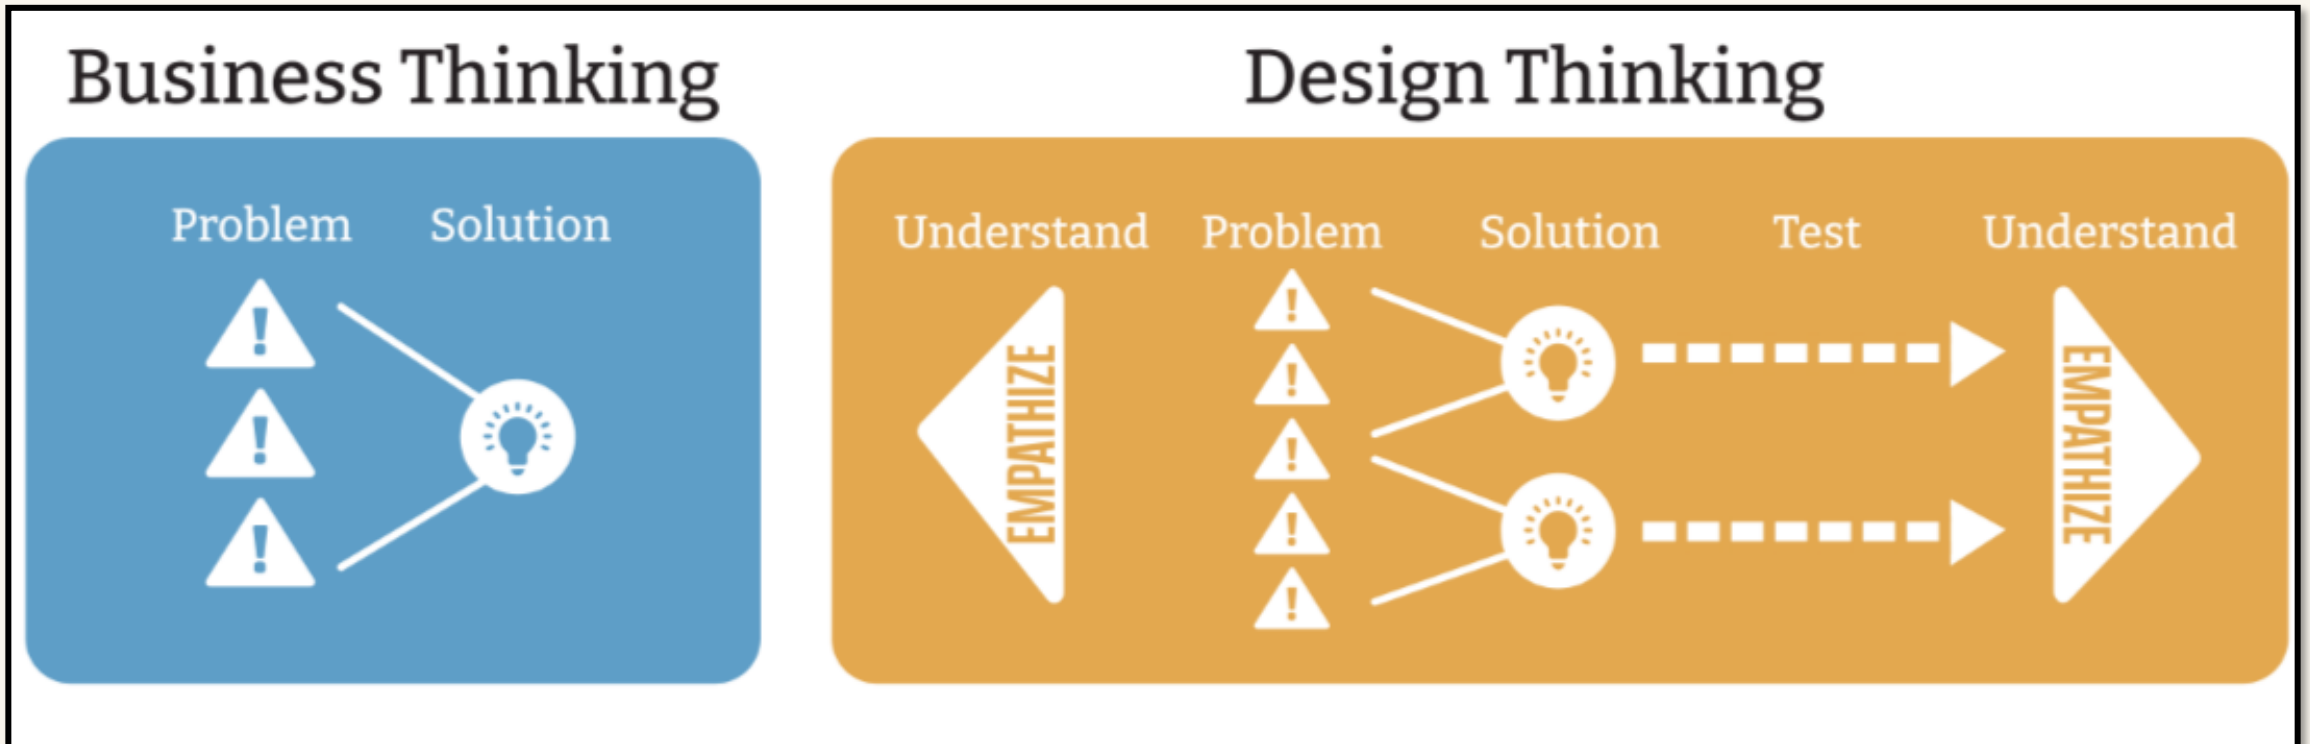 Business Thinking
Problem Solution
Design Thinking
Understand Problem Solution Test Understand
EMPATHIZE
EMPATHIZE